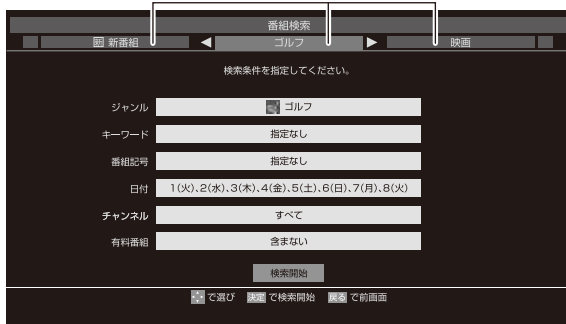 番組検索
新 新番組 ◀ ゴルフ ▶ 映画
検索条件を指定してください。
ジャンル ゴルフ
キーワード 指定なし
番組記号 指定なし
日付 1(火)、2(水)、3(木)、4(金)、5(土)、6(日)、7(月)、8(火)
チャンネル すべて
有料番組 含まない
検索開始
で選び 決定 で検索開始 戻る で前画面